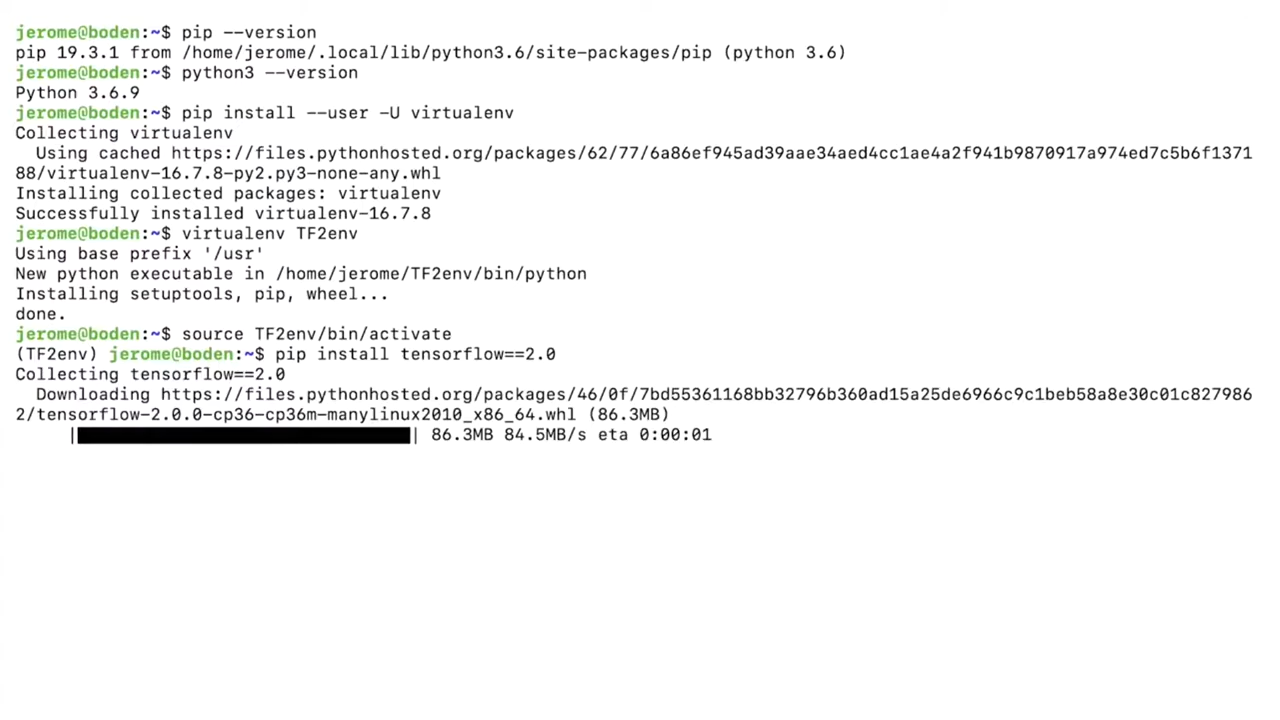 jerome@boden:~$ pip --version
pip 19.3.1 from /home/jerome/.local/lib/python3.6/site-packages/pip (python 3.6)
jerome@boden:~$ python3 --version
Python 3.6.9
jerome@boden:~$ pip install --user -U virtualenv
Collecting virtualenv
  Using cached https://files.pythonhosted.org/packages/62/77/6a86ef945ad39aae34aed4cc1ae4a2f941b9870917a974ed7c5b6f1371
88/virtualenv-16.7.8-py2.py3-none-any.whl
Installing collected packages: virtualenv
Successfully installed virtualenv-16.7.8
jerome@boden:~$ virtualenv TF2env
Using base prefix '/usr'
New python executable in /home/jerome/TF2env/bin/python
Installing setuptools, pip, wheel...
done.
jerome@boden:~$ source TF2env/bin/activate
(TF2env) jerome@boden:~$ pip install tensorflow==2.0
Collecting tensorflow==2.0
  Downloading https://files.pythonhosted.org/packages/46/0f/7bd55361168bb32796b360ad15a25de6966c9c1beb58a8e30c01c827986
2/tensorflow-2.0.0-cp36-cp36m-manylinux2010_x86_64.whl (86.3MB)
| | 86.3MB 84.5MB/s eta 0:00:01